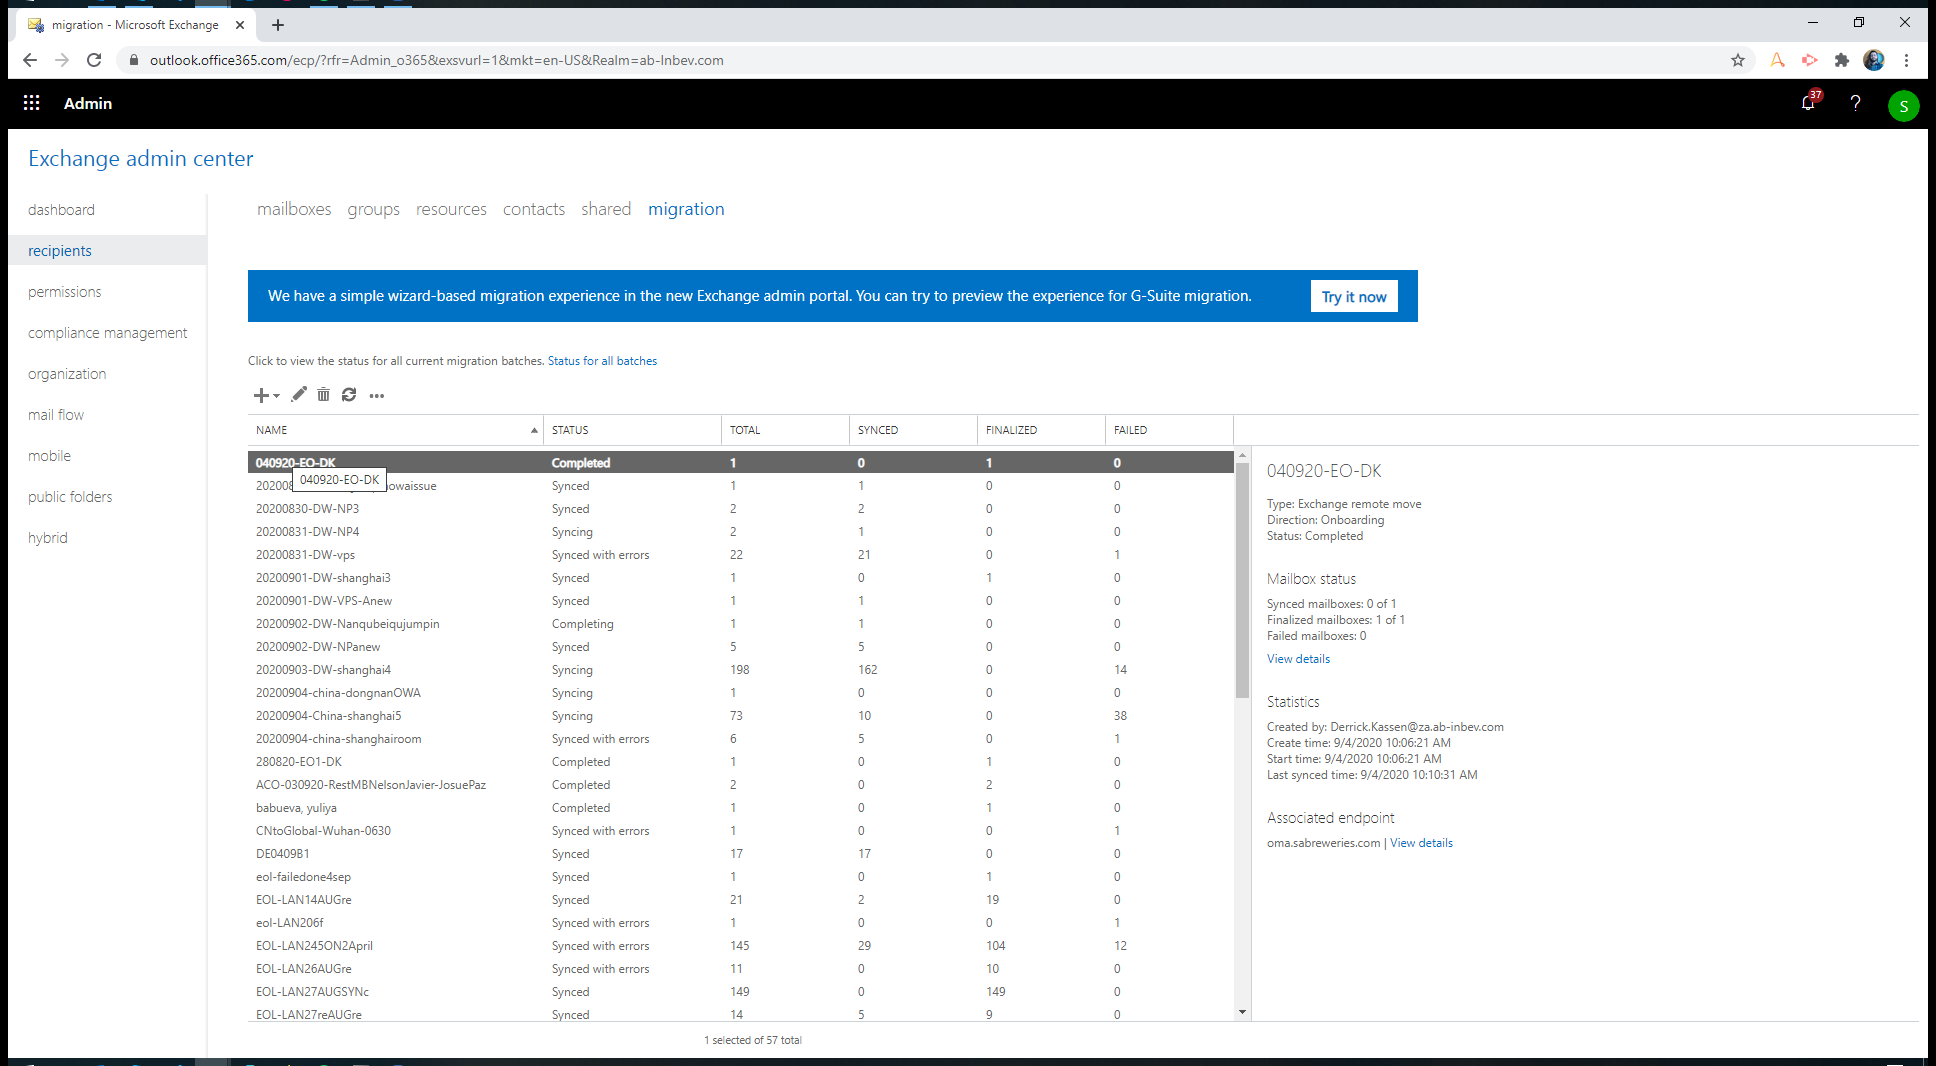 migration - Microsoft Exchange
outlook.office365.com/ecp/?rfr=Admin_o365&exsvurl=1&mkt=en-US&Realm=ab-Inbev.com
Admin
37
?
S
Exchange admin center
dashboard
recipients
permissions
compliance management
organization
mail flow
mobile
public folders
hybrid
mailboxes groups resources contacts shared migration
We have a simple wizard-based migration experience in the new Exchange admin portal. You can try to preview the experience for G-Suite migration. Try it now
Click to view the status for all current migration batches. Status for all batches
NAME STATUS TOTAL SYNCED FINALIZED FAILED
040920-EO-DK Completed 1 0 1 0
040920-EO-DK
202008 owaissue Synced 1 1 0 0
20200830-DW-NP3 Synced 2 2 0 0
20200831-DW-NP4 Syncing 2 1 0 0
20200831-DW-vps Synced with errors 22 21 0 1
20200901-DW-shanghai3 Synced 1 0 1 0
20200901-DW-VPS-Anew Synced 1 1 0 0
20200902-DW-Nanqubeiqujumpin Completing 1 1 0 0
20200902-DW-NPanew Synced 5 5 0 0
20200903-DW-shanghai4 Syncing 198 162 0 14
20200904-china-dongnanOWA Syncing 1 0 0 0
20200904-China-shanghai5 Syncing 73 10 0 38
20200904-china-shanghairoom Synced with errors 6 5 0 1
280820-EO1-DK Completed 1 0 1 0
ACO-030920-RestMBNelsonJavier-JosuePaz Completed 2 0 2 0
babueva, yuliya Completed 1 0 1 0
CNtoGlobal-Wuhan-0630 Synced with errors 1 0 0 1
DE0409B1 Synced 17 17 0 0
eol-failedone4sep Synced 1 0 1 0
EOL-LAN14AUGre Synced 21 2 19 0
eol-LAN206f Synced with errors 1 0 0 1
EOL-LAN245ON2April Synced with errors 145 29 104 12
EOL-LAN26AUGre Synced with errors 11 0 10 0
EOL-LAN27AUGSYNc Synced 149 0 149 0
EOL-LAN27reAUGre Synced 14 5 9 0
1 selected of 57 total
040920-EO-DK
Type: Exchange remote move
Direction: Onboarding
Status: Completed
Mailbox status
Synced mailboxes: 0 of 1
Finalized mailboxes: 1 of 1
Failed mailboxes: 0
View details
Statistics
Created by: Derrick.Kassen@za.ab-inbev.com
Create time: 9/4/2020 10:06:21 AM
Start time: 9/4/2020 10:06:21 AM
Last synced time: 9/4/2020 10:10:31 AM
Associated endpoint
oma.sabreweries.com | View details